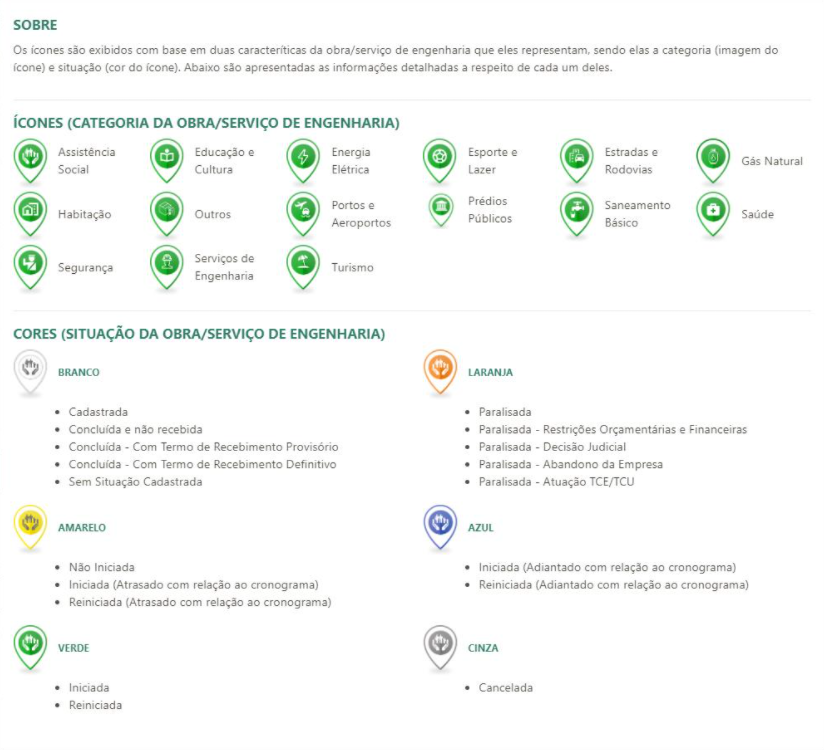 SOBRE
Os ícones são exibidos com base em duas caracteríticas da obra/serviço de engenharia que eles representam, sendo elas a categoria (imagem do
ícone) e situação (cor do ícone). Abaixo são apresentadas as informações detalhadas a respeito de cada um deles.
ÍCONES (CATEGORIA DA OBRA/SERVIÇO DE ENGENHARIA)
Assistência
Social
Educação e
Cultura
Energia
Elétrica
Esporte e
Lazer
Estradas e
Rodovias
Gás Natural
Habitação
Outros
Portos e
Aeroportos
Prédios
Públicos
Saneamento
Básico
Saúde
Segurança
Serviços de
Engenharia
Turismo
CORES (SITUAÇÃO DA OBRA/SERVIÇO DE ENGENHARIA)
BRANCO
• Cadastrada
• Concluída e não recebida
• Concluída - Com Termo de Recebimento Provisório
• Concluída - Com Termo de Recebimento Definitivo
• Sem Situação Cadastrada
LARANJA
• Paralisada
• Paralisada - Restrições Orçamentárias e Financeiras
• Paralisada - Decisão Judicial
• Paralisada - Abandono da Empresa
• Paralisada - Atuação TCE/TCU
AMARELO
• Não Iniciada
• Iniciada (Atrasado com relação ao cronograma)
• Reiniciada (Atrasado com relação ao cronograma)
AZUL
• Iniciada (Adiantado com relação ao cronograma)
• Reiniciada (Adiantado com relação ao cronograma)
VERDE
• Iniciada
• Reiniciada
CINZA
• Cancelada